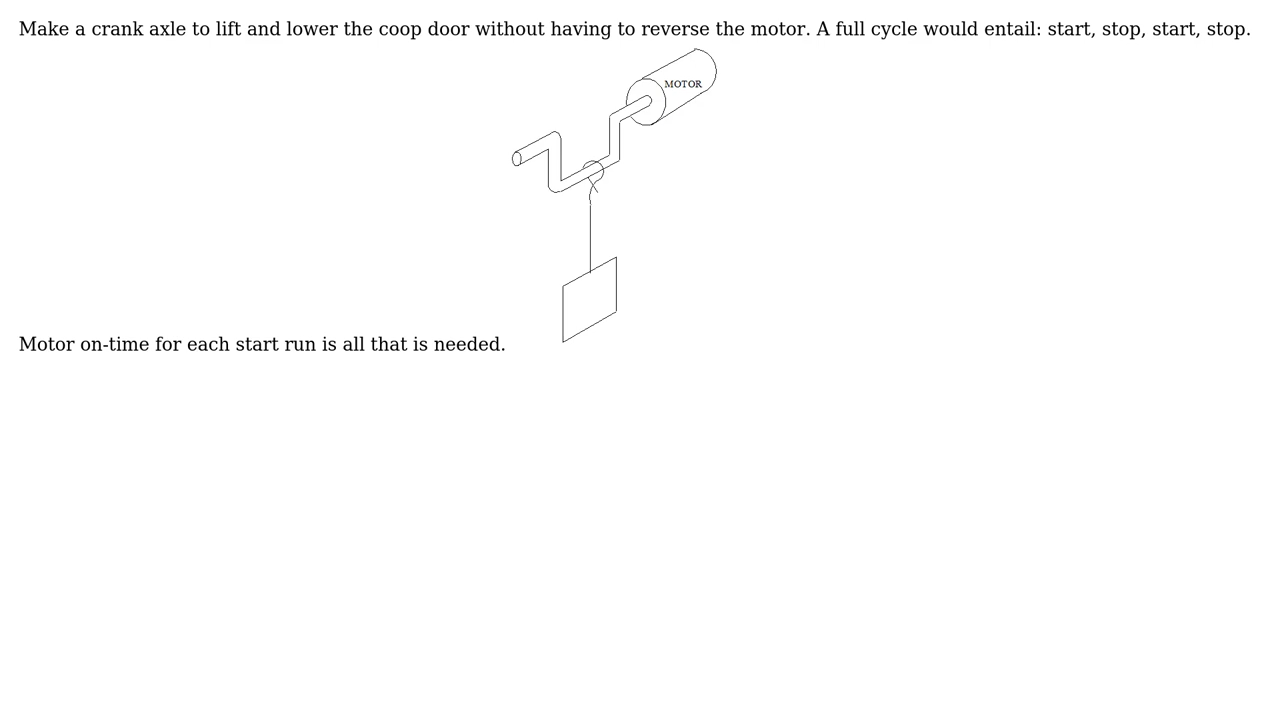 Make a crank axle to lift and lower the coop door without having to reverse the motor. A full cycle would entail: start, stop, start, stop.
MOTOR
Motor on-time for each start run is all that is needed.